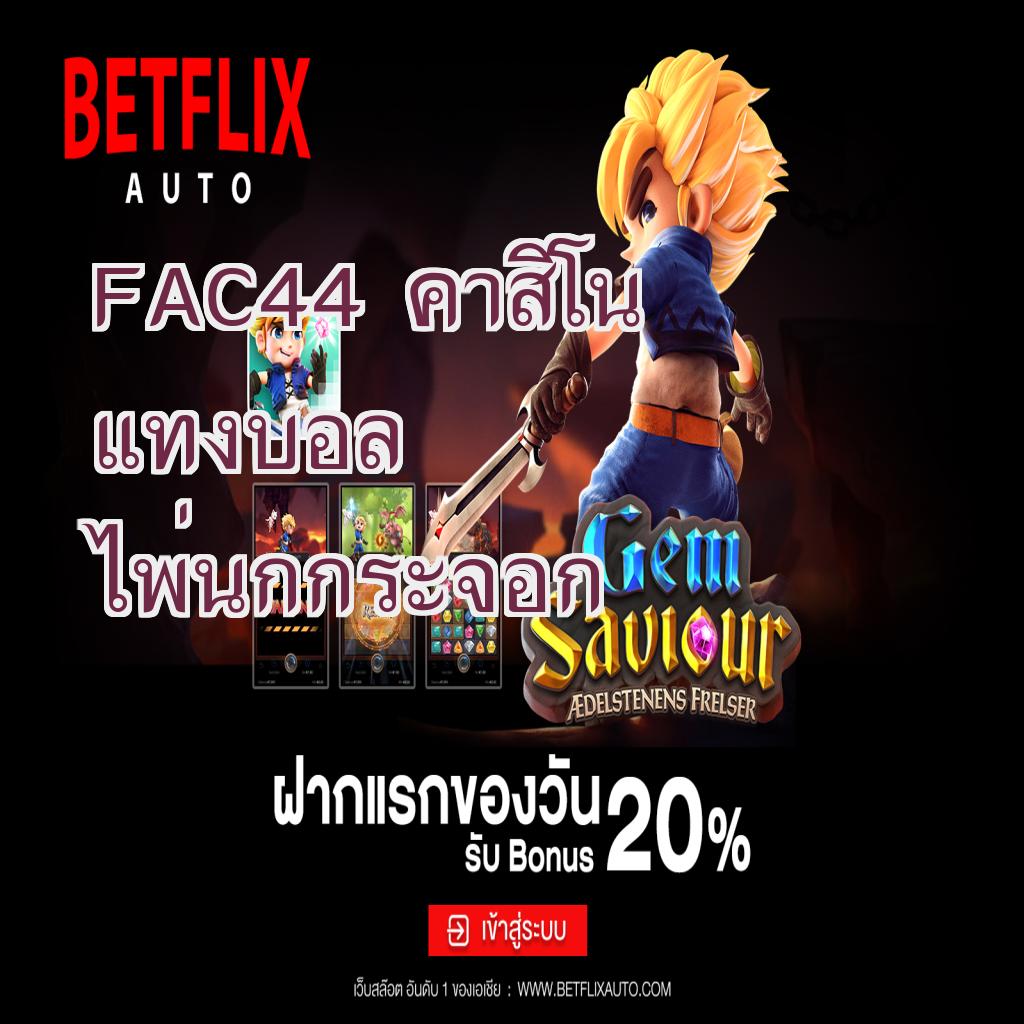 BETFLIX
AUTO
FAC44 คาสิโน
แทงบอล
ไพ่นกกระจอก
Gem
Saviour
ÆDELSTENENS FRELSER
ฝากแรกของวัน
รับ Bonus 20%
เข้าสู่ระบบ
เว็บสล๊อต อันดับ 1 ของเอเชีย : WWW.BETFLIXAUTO.COM